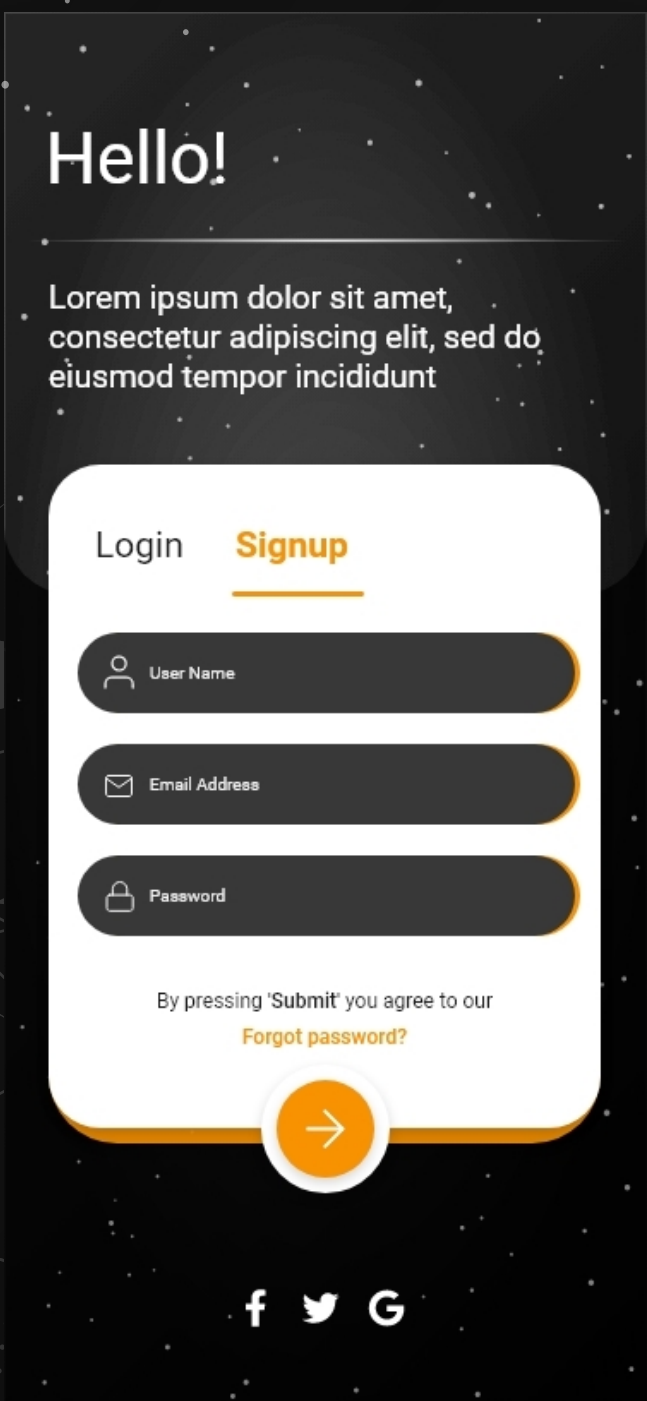 Hello!
Lorem ipsum dolor sit amet,
consectetur adipiscing elit, sed do
eiusmod tempor incididunt
Login Signup
User Name
Email Address
Password
By pressing 'Submit' you agree to our
Forgot password?